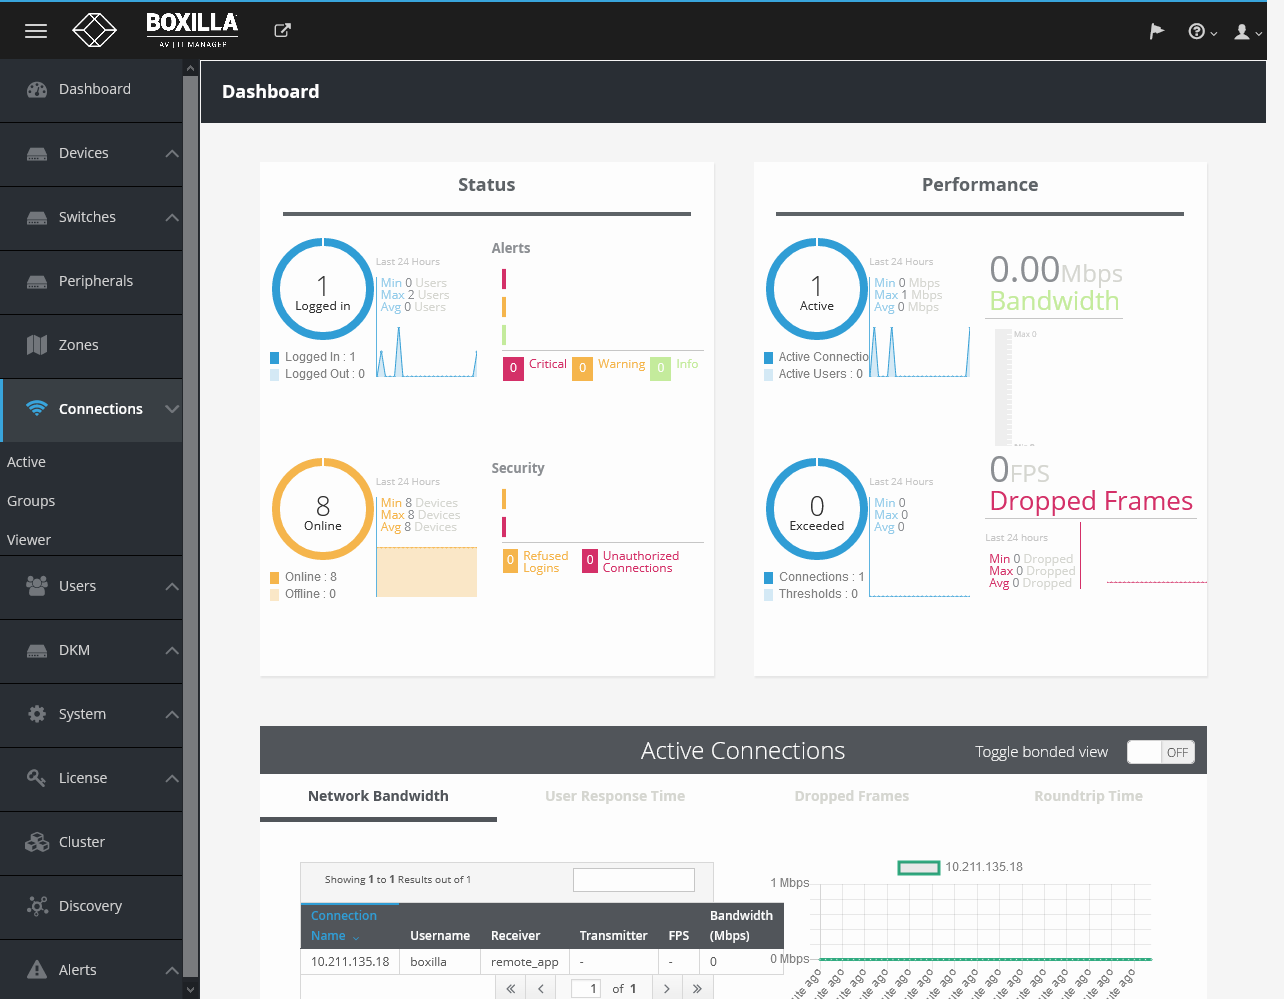 BOXILLA
AV | IT MANAGER
Dashboard
Devices
Switches
Peripherals
Zones
Connections
Active
Groups
Viewer
Users
DKM
System
License
Cluster
Discovery
Alerts
Dashboard
Status
1
Logged in
Last 24 Hours
Min 0 Users
Max 2 Users
Avg 0 Users
Logged In : 1
Logged Out : 0
Alerts
0 Critical 0 Warning 0 Info
8
Online
Last 24 Hours
Min 8 Devices
Max 8 Devices
Avg 8 Devices
Online : 8
Offline : 0
Security
0 Refused Logins
0 Unauthorized Connections
Performance
1
Active
Last 24 Hours
Min 0 Mbps
Max 1 Mbps
Avg 0 Mbps
Active Connectio
Active Users : 0
0.00Mbps
Bandwidth
Max 0
0
Exceeded
Last 24 Hours
Min 0
Max 0
Avg 0
Connections : 1
Thresholds : 0
0FPS
Dropped Frames
Last 24 hours
Min 0 Dropped
Max 0 Dropped
Avg 0 Dropped
Active Connections
Toggle bonded view OFF
Network Bandwidth User Response Time Dropped Frames Roundtrip Time
Showing 1 to 1 Results out of 1
Connection Name Username Receiver Transmitter FPS Bandwidth (Mbps)
10.211.135.18 boxilla remote_app - - 0
« ‹ 1 of 1 › »
10.211.135.18
1 Mbps
0 Mbps